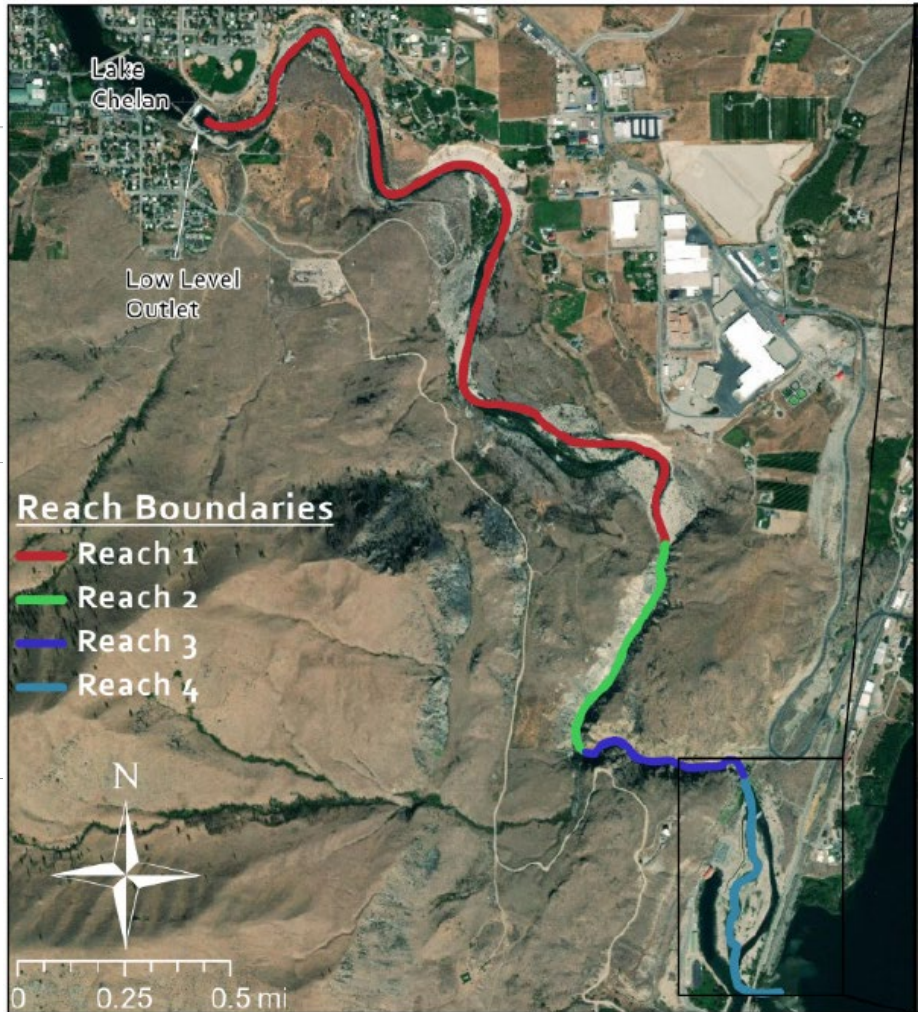 Lake
Chelan
Low Level
Outlet
Reach Boundaries
Reach 1
Reach 2
Reach 3
Reach 4
N
0 0.25 0.5 mi